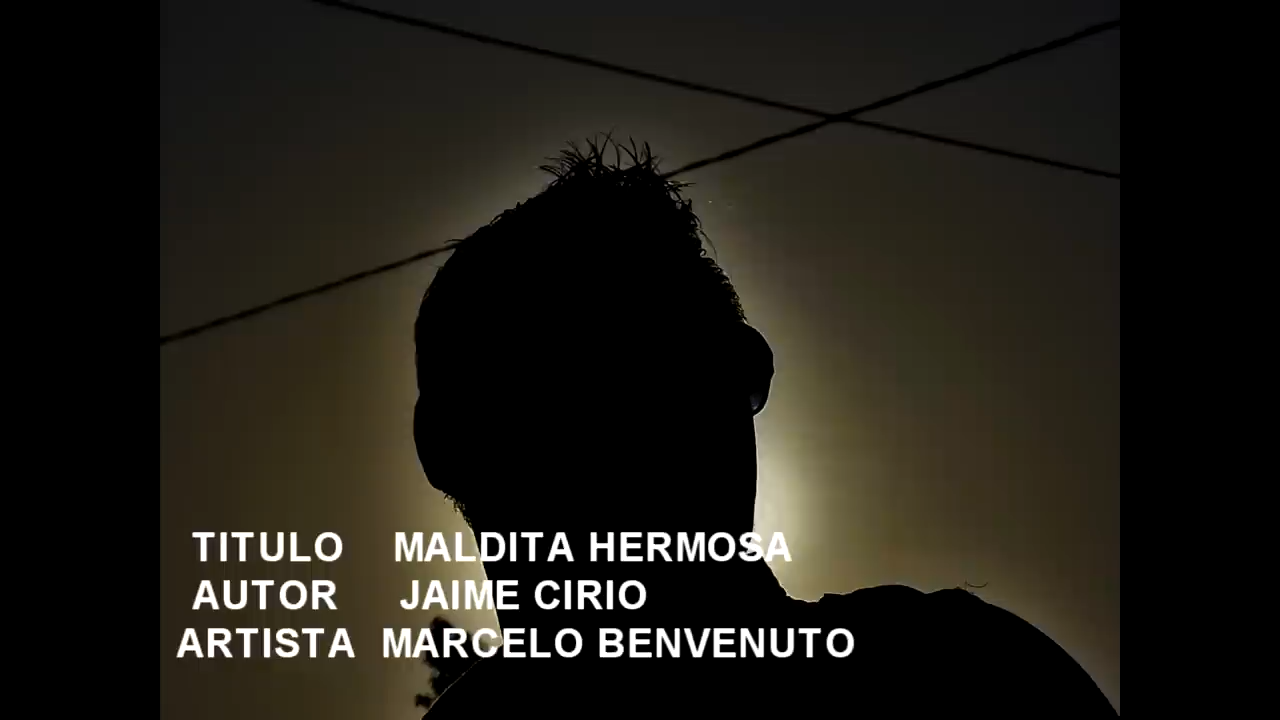 TITULO MALDITA HERMOSA
AUTOR JAIME CIRIO
ARTISTA MARCELO BENVENUTO